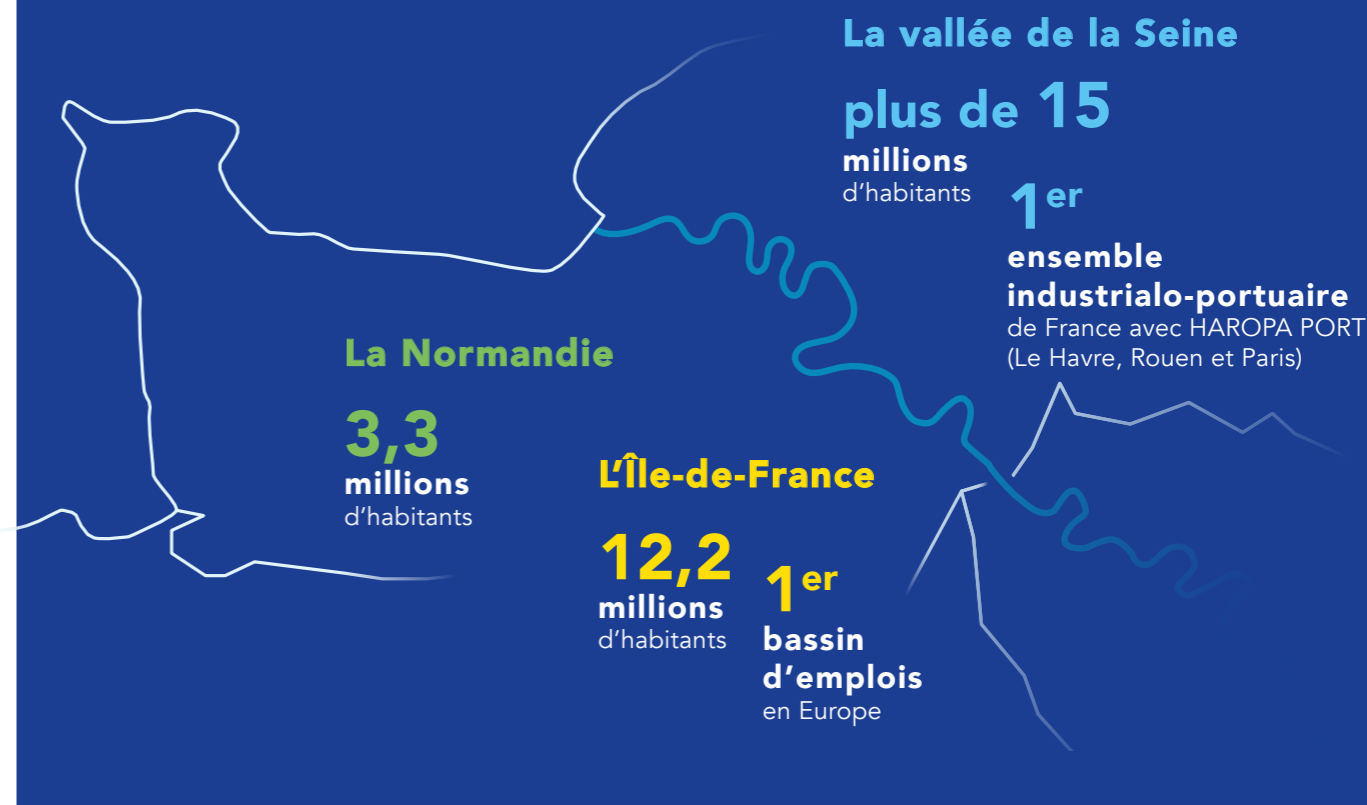 La vallée de la Seine
plus de 15
millions
d'habitants
1er
ensemble
industrialo-portuaire
de France avec HAROPA PORT
(Le Havre, Rouen et Paris)
La Normandie
3,3
millions
d'habitants
L'Île-de-France
12,2
millions
d'habitants
1er
bassin
d'emplois
en Europe